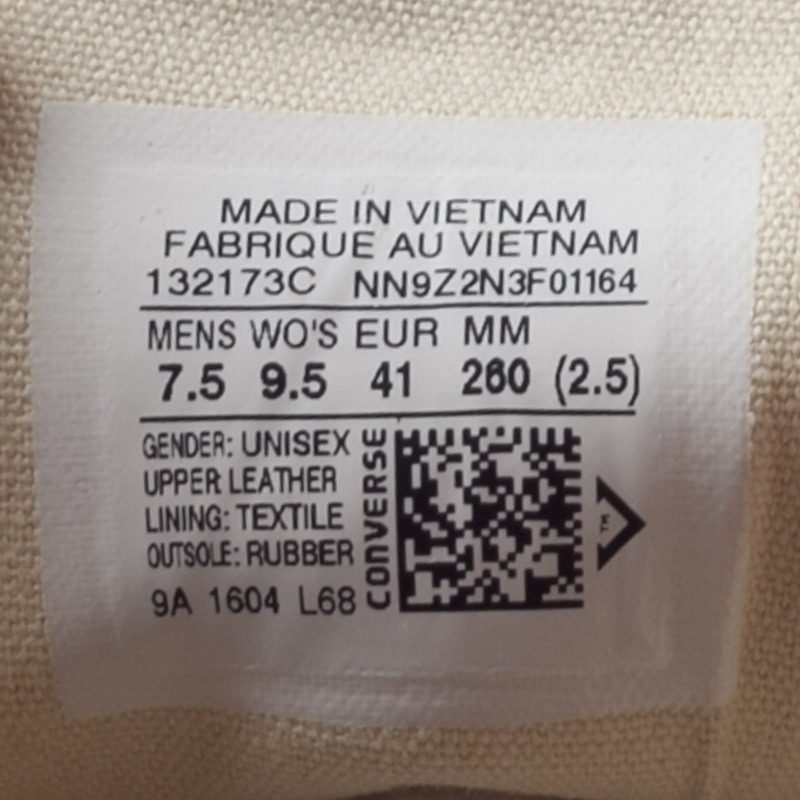 MADE IN VIETNAM
FABRIQUE AU VIETNAM
132173C NN9Z2N3F01164
MENS WO'S EUR MM
7.5 9.5 41 260 (2.5)
GENDER: UNISEX
UPPER LEATHER
LINING: TEXTILE
OUTSOLE: RUBBER
9A 1604 L68
CONVERSE